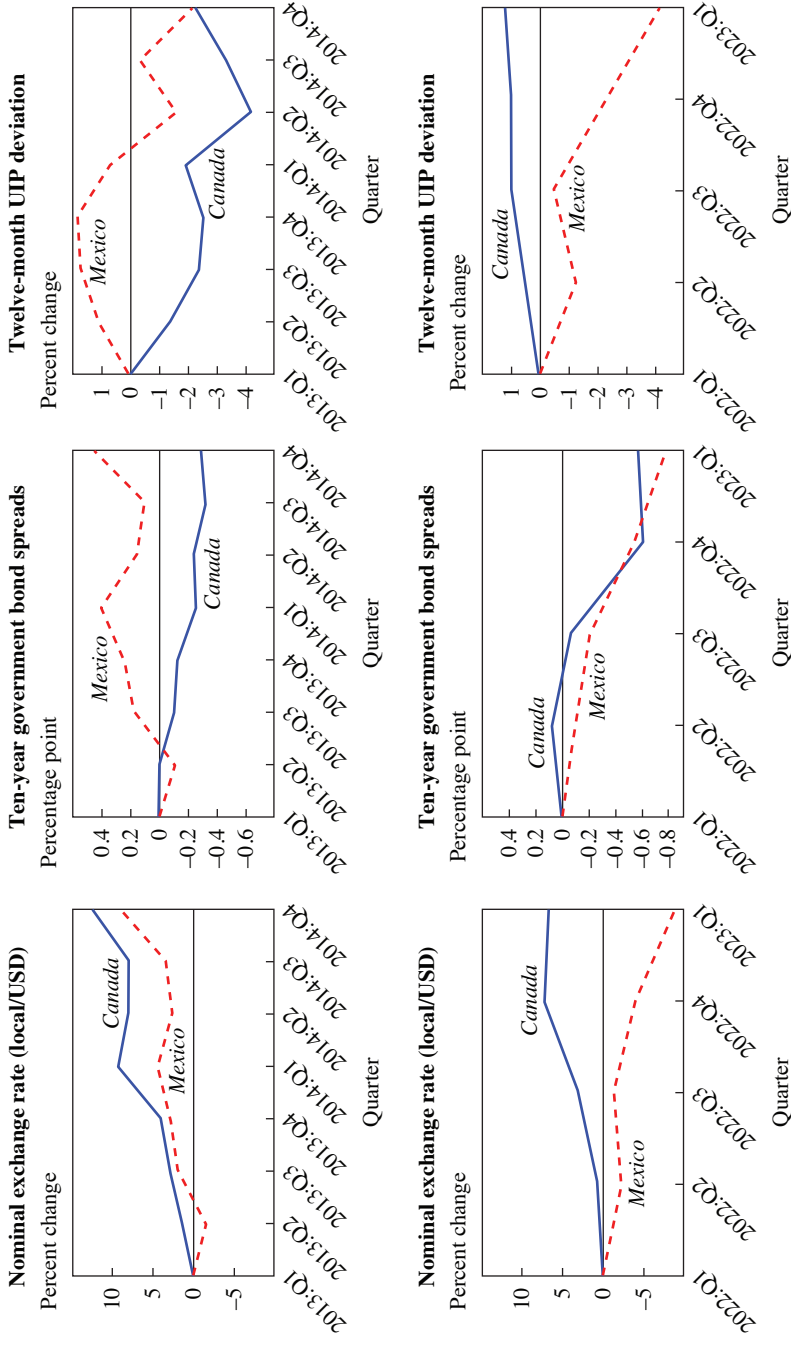 Nominal exchange rate (local/USD)
Percent change
10
5
0
−5
Canada
Mexico
2013:Q1
2013:Q2
2013:Q3
2013:Q4
2014:Q1
2014:Q2
2014:Q3
2014:Q4
Quarter
Ten-year government bond spreads
Percentage point
0.4
0.2
0
−0.2
−0.4
−0.6
Mexico
Canada
2013:Q1
2013:Q2
2013:Q3
2013:Q4
2014:Q1
2014:Q2
2014:Q3
2014:Q4
Quarter
Twelve-month UIP deviation
Percent change
1
0
−1
−2
−3
−4
Mexico
Canada
2013:Q1
2013:Q2
2013:Q3
2013:Q4
2014:Q1
2014:Q2
2014:Q3
2014:Q4
Quarter
Nominal exchange rate (local/USD)
Percent change
10
5
0
−5
Canada
Mexico
2022:Q1
2022:Q2
2022:Q3
2022:Q4
2023:Q1
Quarter
Ten-year government bond spreads
Percentage point
0.4
0.2
0
−0.2
−0.4
−0.6
−0.8
Canada
Mexico
2022:Q1
2022:Q2
2022:Q3
2022:Q4
2023:Q1
Quarter
Twelve-month UIP deviation
Percent change
1
0
−1
−2
−3
−4
Canada
Mexico
2022:Q1
2022:Q2
2022:Q3
2022:Q4
2023:Q1
Quarter